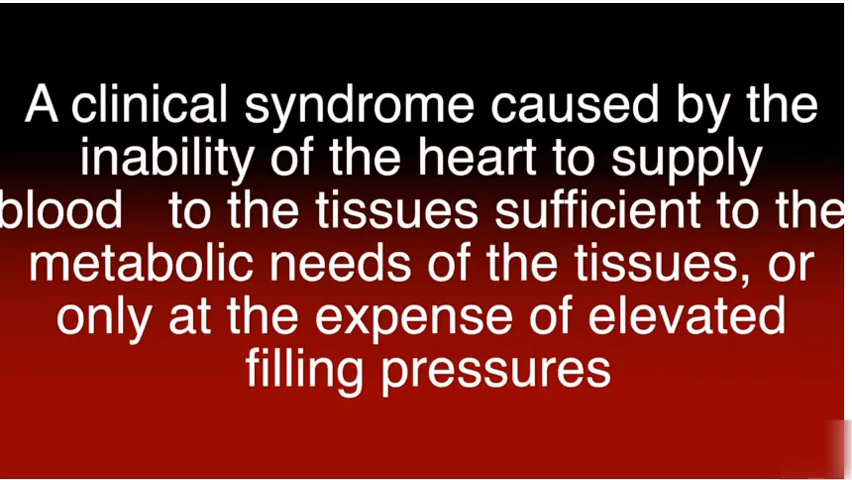 A clinical syndrome caused by the
inability of the heart to supply
blood to the tissues sufficient to the
metabolic needs of the tissues, or
only at the expense of elevated
filling pressures